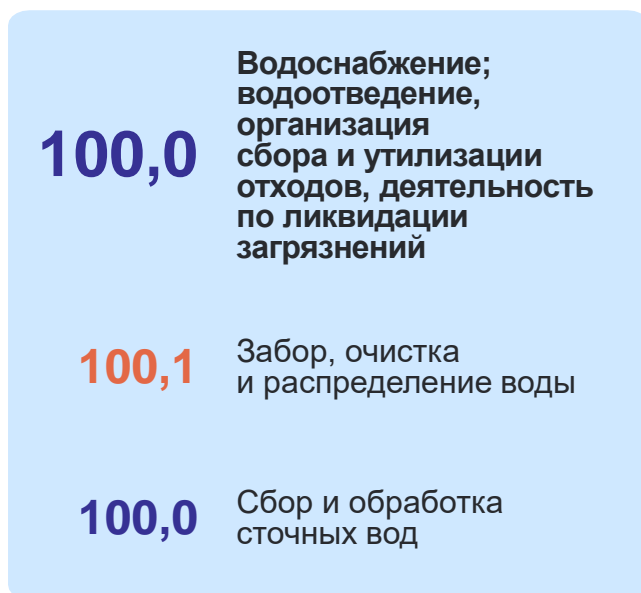 100,0
Водоснабжение;
водоотведение,
организация
сбора и утилизации
отходов, деятельность
по ликвидации
загрязнений
100,1
Забор, очистка
и распределение воды
100,0
Сбор и обработка
сточных вод